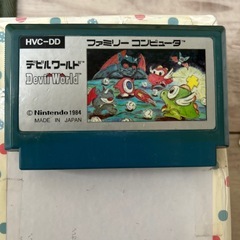 HVC-DD
ファミリー コンピュータ
デビルワールド
Devil World
© Nintendo 1984
MADE IN JAPAN